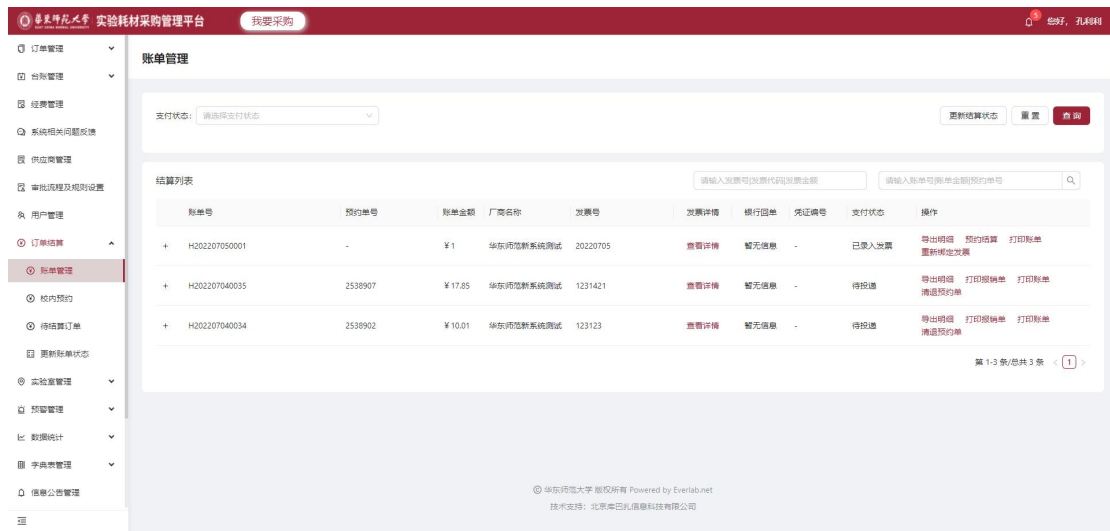 華東師範大學 实验耗材采购管理平台 我要采购 5 您好，孔利利
订单管理
台账管理
经费管理
系统相关问题反馈
供应商管理
审批流程及规则设置
用户管理
订单结算
账单管理
校内预约
待结算订单
更新账单状态
实验室管理
预警管理
数据统计
字典表管理
信息公告管理
账单管理
支付状态： 请选择支付状态 更新结算状态 重置 查询
结算列表 请输入发票号|发票代码|发票金额 请输入账单号|账单金额|预约单号
账单号 预约单号 账单金额 厂商名称 发票号 发票详情 银行回单 凭证编号 支付状态 操作
+ H202207050001 - ¥1 华东师范新系统测试 20220705 查看详情 暂无信息 - 已录入发票 导出明细 预约结算 打印账单
重新绑定发票
+ H202207040035 2538907 ¥17.85 华东师范新系统测试 1231421 查看详情 暂无信息 - 待投递 导出明细 打印报销单 打印账单
清退预约单
+ H202207040034 2538902 ¥10.01 华东师范新系统测试 123123 查看详情 暂无信息 - 待投递 导出明细 打印报销单 打印账单
清退预约单
第 1-3 条/总共 3 条 < 1 >
© 华东师范大学 版权所有 Powered by Everlab.net
技术支持：北京库巴扎信息科技有限公司